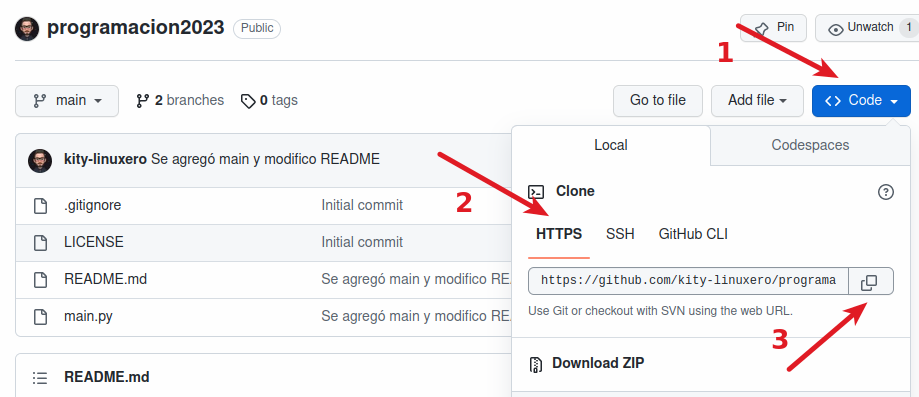 programacion2023 Public
Pin
Unwatch 1
1
main
2 branches
0 tags
Go to file
Add file
Code
kity-linuxero Se agregó main y modifico README
.gitignore Initial commit
LICENSE Initial commit
README.md Se agregó main y modifico RE
main.py Se agregó main y modifico RE
README.md
Local
Codespaces
2
Clone
HTTPS
SSH
GitHub CLI
https://github.com/kity-linuxero/programa
Use Git or checkout with SVN using the web URL.
3
Download ZIP